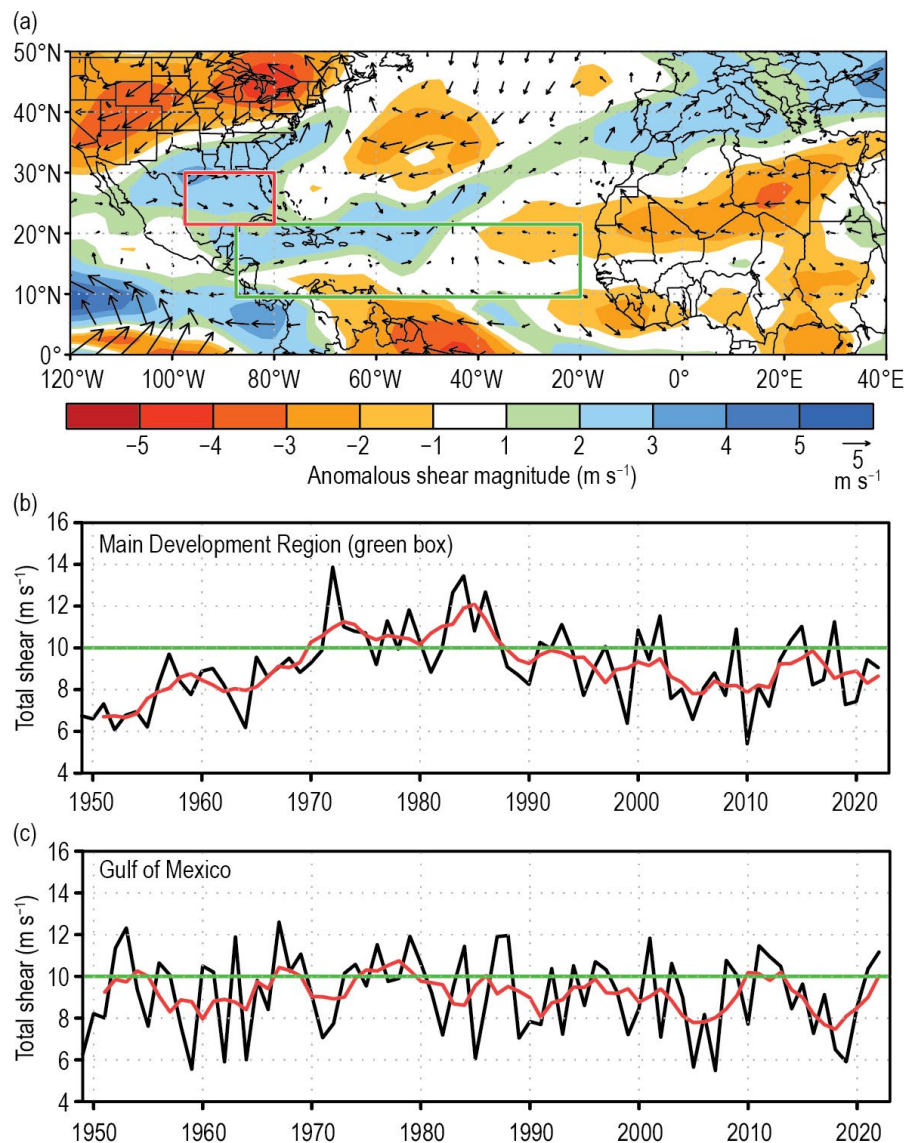 (a)
50°N
40°N
30°N
20°N
10°N
0°
120°W 100°W 80°W 60°W 40°W 20°W 0° 20°E 40°E
−5 −4 −3 −2 −1 1 2 3 4 5 5
Anomalous shear magnitude (m s⁻¹) m s⁻¹
(b)
Main Development Region (green box)
Total shear (m s⁻¹)
16
14
12
10
8
6
4
1950 1960 1970 1980 1990 2000 2010 2020
(c)
Gulf of Mexico
Total shear (m s⁻¹)
16
14
12
10
8
6
4
1950 1960 1970 1980 1990 2000 2010 2020